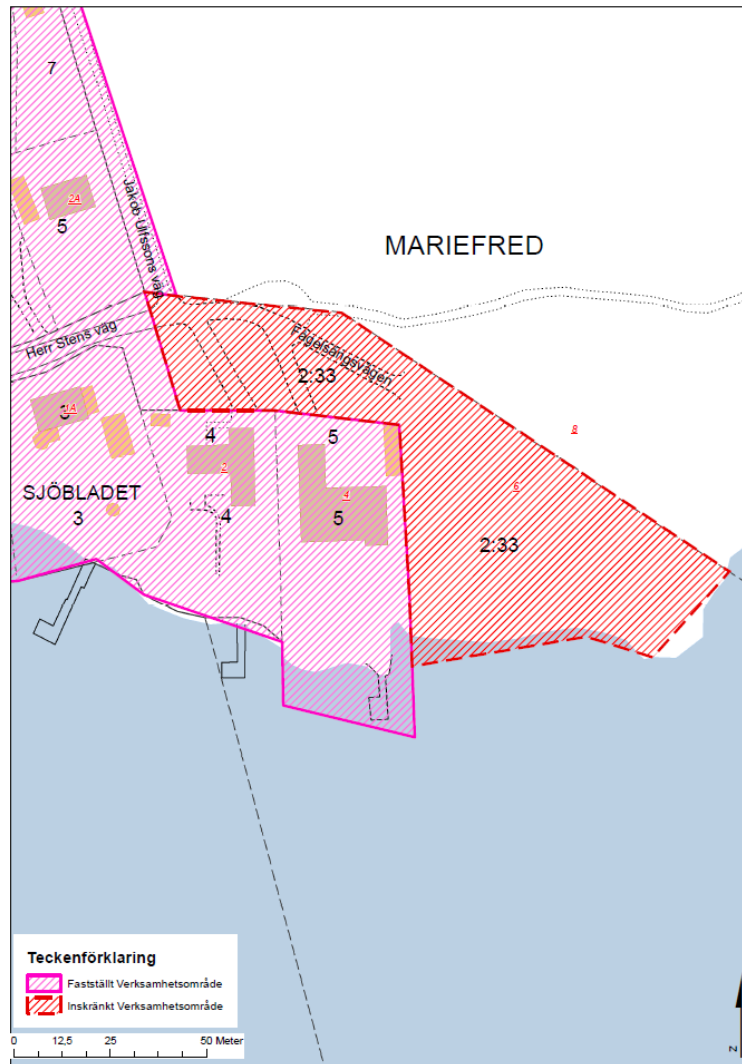 7
2A
5
Jakob Ulfssons väg
MARIEFRED
Herr Stens väg
Fågelsångsvägen
2:33
3
1A
4
5
8
2
4
6
SJÖBLADET
3
4
5
2:33
Teckenförklaring
Fastställt Verksamhetsområde
Inskränkt Verksamhetsområde
0 12,5 25 50 Meter
N